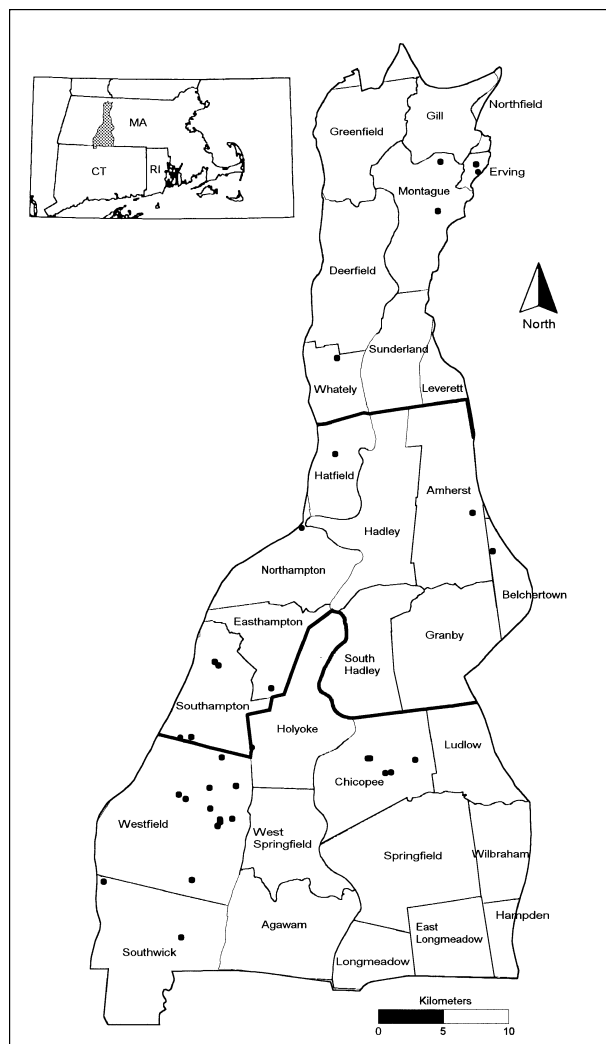 MA
CT
RI
Northfield
Gill
Greenfield
Erving
Montague
Deerfield
North
Sunderland
Whately
Leverett
Hatfield
Amherst
Hadley
Northampton
Belchertown
Easthampton
Granby
South
Hadley
Southampton
Holyoke
Ludlow
Chicopee
Westfield
West
Springfield
Springfield
Wilbraham
Hampden
Agawam
East
Longmeadow
Southwick
Longmeadow
Kilometers
0 5 10